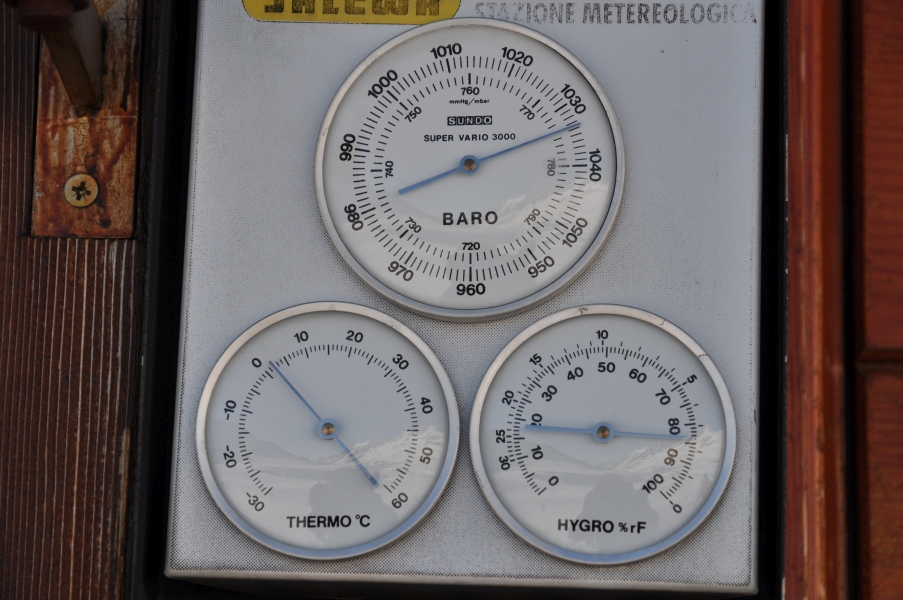 SALEWA
STAZIONE METEREOLOGICA
960 970 980 990 1000 1010 1020 1030 1040 1050 950
720 730 740 750 760 770 780 790
mmHg/mbar
SUNDO
SUPER VARIO 3000
BARO
-30 -20 -10 0 10 20 30 40 50 60
THERMO °C
30 25 20 15 10 5 0
0 10 20 30 40 50 60 70 80 90 100
HYGRO % rF